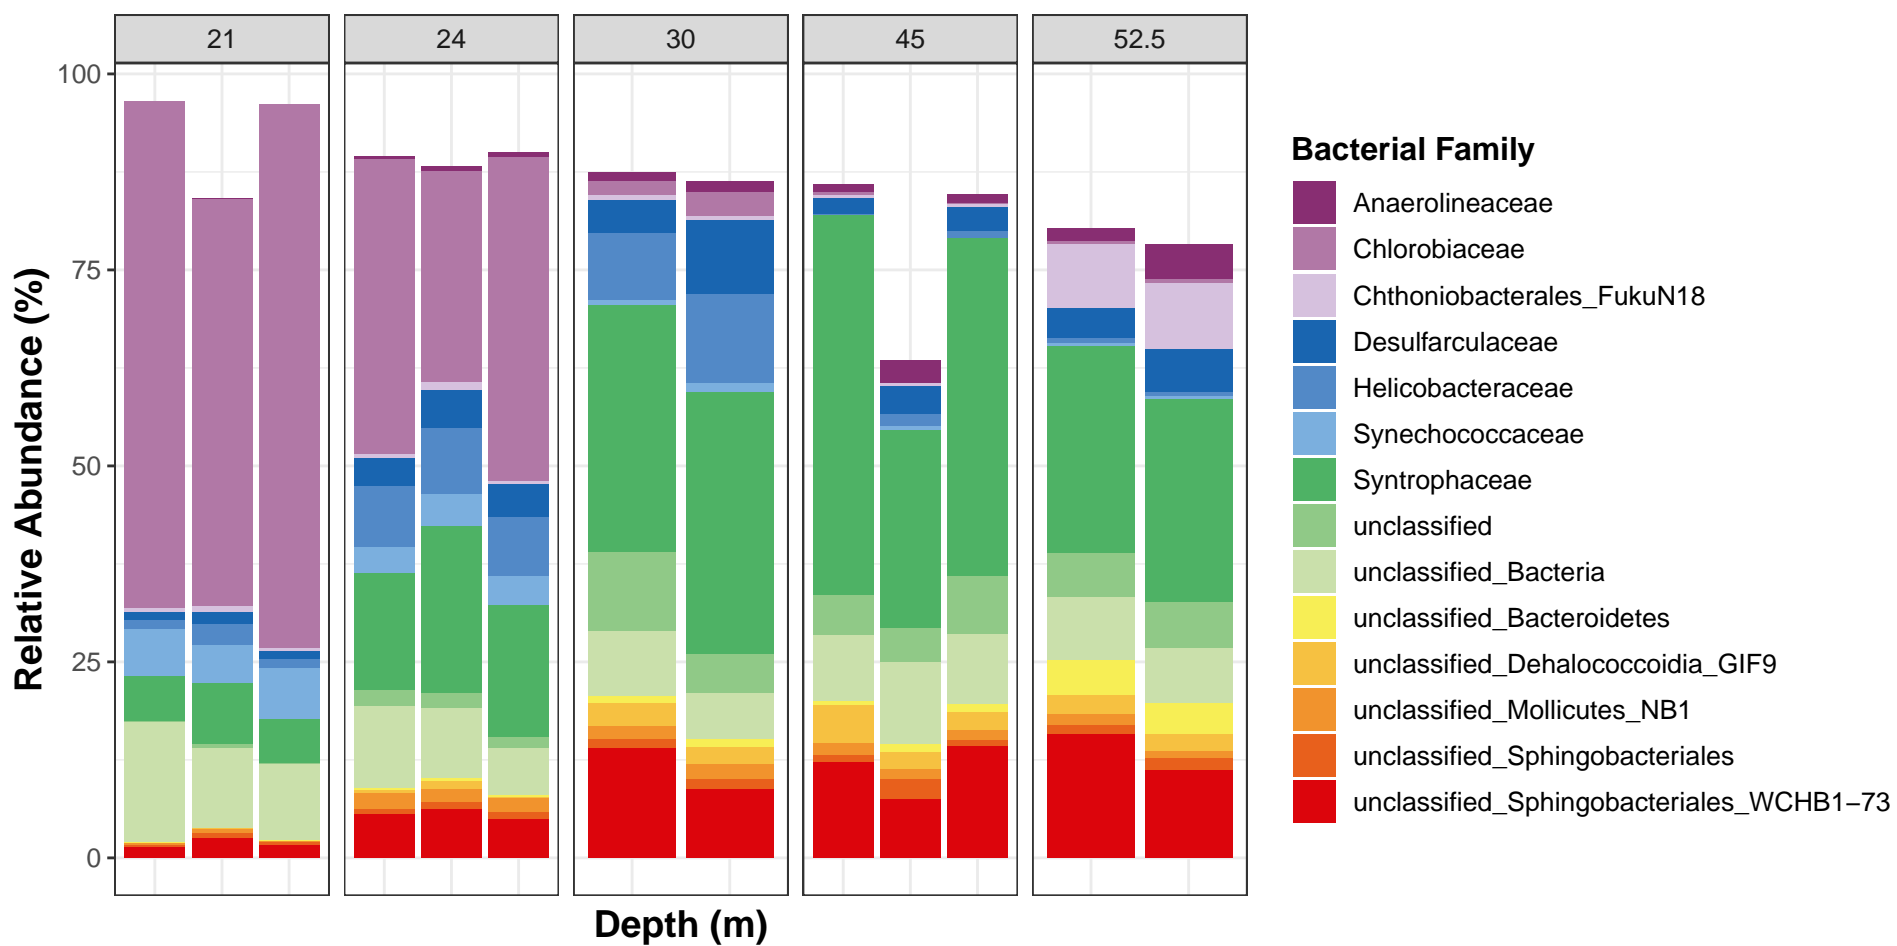 21
24
30
45
52.5
100
75
50
25
0
Relative Abundance (%)
Depth (m)
Bacterial Family
Anaerolineaceae
Chlorobiaceae
Chthoniobacterales_FukuN18
Desulfarculaceae
Helicobacteraceae
Synechococcaceae
Syntrophaceae
unclassified
unclassified_Bacteria
unclassified_Bacteroidetes
unclassified_Dehalococcoidia_GIF9
unclassified_Mollicutes_NB1
unclassified_Sphingobacteriales
unclassified_Sphingobacteriales_WCHB1−73